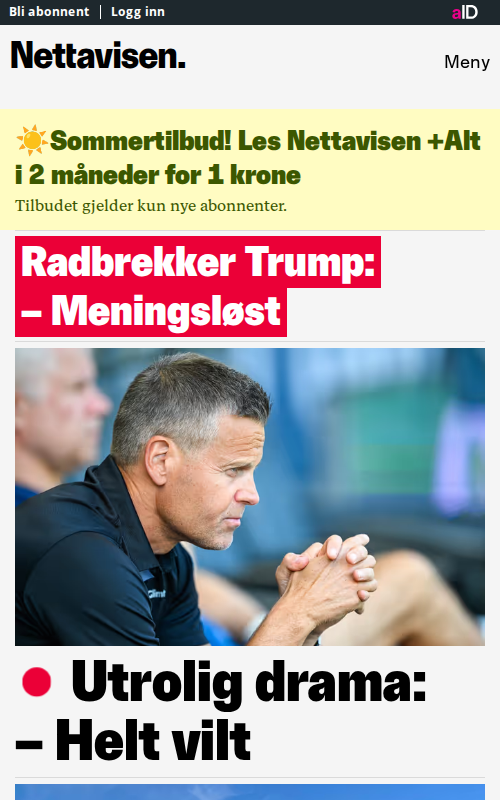 Bli abonnent
Logg inn
aID
Nettavisen.
Meny
☀️Sommertilbud! Les Nettavisen +Alt
i 2 måneder for 1 krone
Tilbudet gjelder kun nye abonnenter.
Radbrekker Trump:
– Meningsløst
Utrolig drama:
– Helt vilt